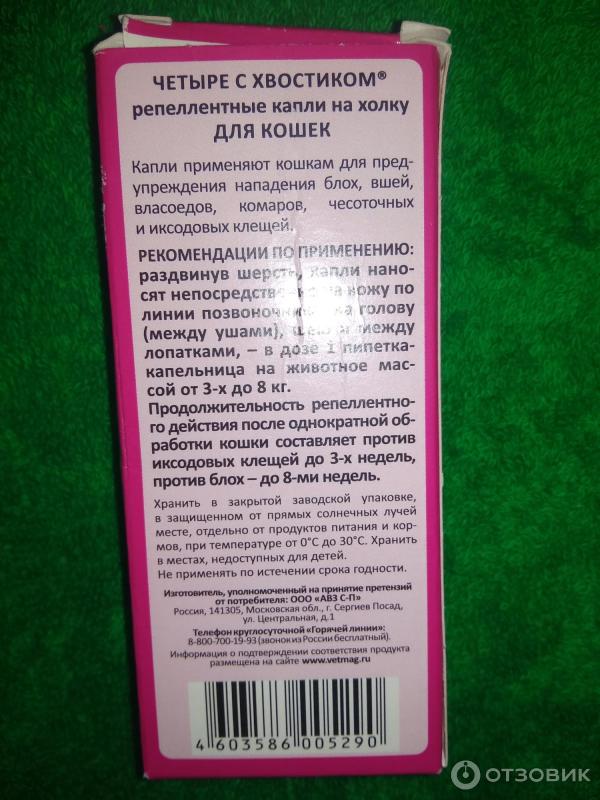 ЧЕТЫРЕ С ХВОСТИКОМ®
репеллентные капли на холку
ДЛЯ КОШЕК
Капли применяют кошкам для пред-
упреждения нападения блох, вшей,
власоедов, комаров, чесоточных
и иксодовых клещей.
РЕКОМЕНДАЦИИ ПО ПРИМЕНЕНИЮ:
раздвинув шерсть, капли нано-
сят непосредственно на кожу по
линии позвоночника на голову
(между ушами), шею и между
лопатками, – в дозе 1 пипетка-
капельница на животное мас-
сой от 3-х до 8 кг.
Продолжительность репеллентно-
го действия после однократной об-
работки кошки составляет против
иксодовых клещей до 3-х недель,
против блох – до 8-ми недель.
Хранить в закрытой заводской упаковке,
в защищенном от прямых солнечных лучей
месте, отдельно от продуктов питания и кор-
мов, при температуре от 0°С до 30°С. Хранить
в местах, недоступных для детей.
Не применять по истечении срока годности.
Изготовитель, уполномоченный на принятие претензий
от потребителя: ООО «АВЗ С-П»
Россия, 141305, Московская обл., г. Сергиев Посад,
ул. Центральная, д.1
Телефон круглосуточной «Горячей линии»:
8-800-700-19-93 (звонок из России бесплатный).
Информация о подтверждении соответствия продукта
размещена на сайте www.vetmag.ru
4 603586 005290
ОТЗОВИК